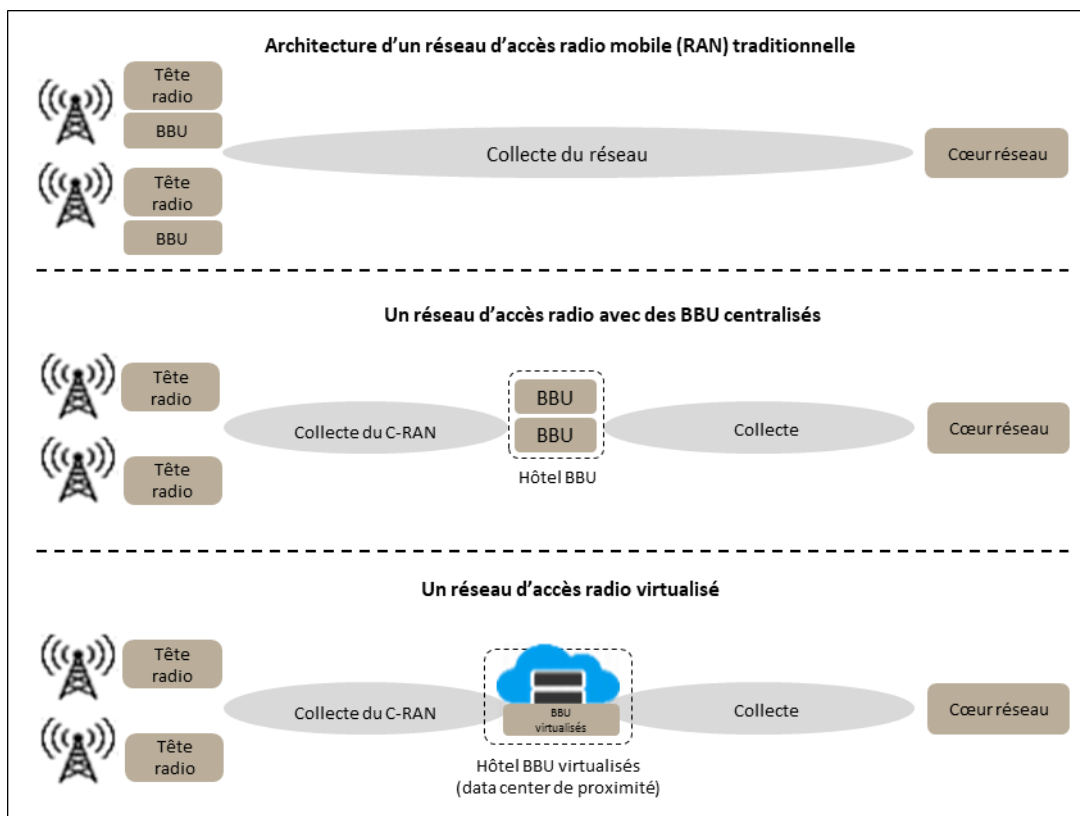 Architecture d’un réseau d’accès radio mobile (RAN) traditionnelle
Tête
radio
BBU
Tête
radio
BBU
Collecte du réseau
Cœur réseau
Un réseau d’accès radio avec des BBU centralisés
Tête
radio
Tête
radio
Collecte du C-RAN
BBU
BBU
Hôtel BBU
Collecte
Cœur réseau
Un réseau d’accès radio virtualisé
Tête
radio
Tête
radio
Collecte du C-RAN
BBU
virtualisés
Hôtel BBU virtualisés
(data center de proximité)
Collecte
Cœur réseau